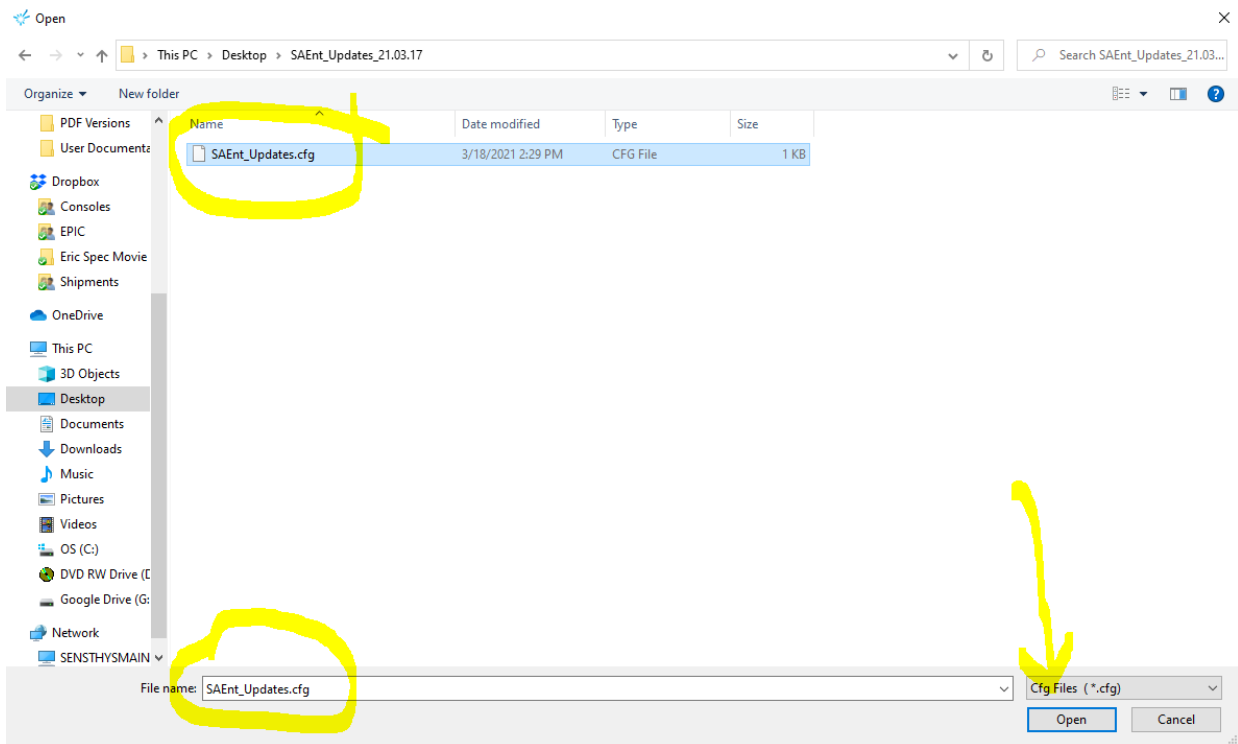 Open
This PC > Desktop > SAEnt_Updates_21.03.17
Search SAEnt_Updates_21.03...
Organize New folder
Name Date modified Type Size
SAEnt_Updates.cfg 3/18/2021 2:29 PM CFG File 1 KB
PDF Versions
User Documenta
Dropbox
Consoles
EPIC
Eric Spec Movie
Shipments
OneDrive
This PC
3D Objects
Desktop
Documents
Downloads
Music
Pictures
Videos
OS (C:)
DVD RW Drive (D
Google Drive (G:
Network
SENSTHYSMAIN
File name: SAEnt_Updates.cfg
Cfg Files (*.cfg)
Open Cancel